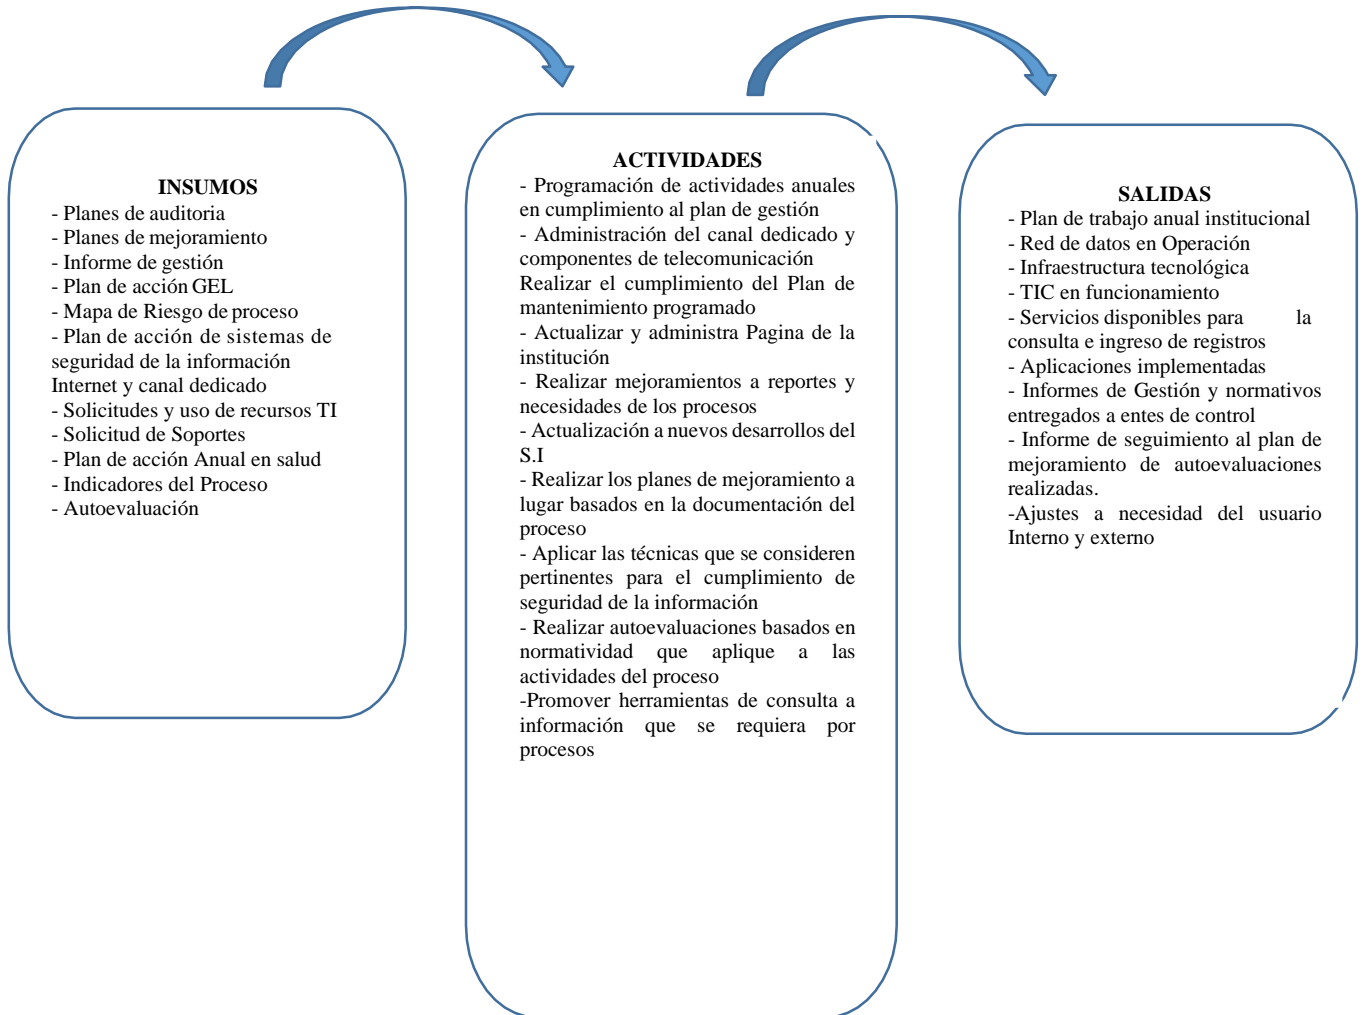 INSUMOS
- Planes de auditoria
- Planes de mejoramiento
- Informe de gestión
- Plan de acción GEL
- Mapa de Riesgo de proceso
- Plan de acción de sistemas de
seguridad de la información
Internet y canal dedicado
- Solicitudes y uso de recursos TI
- Solicitud de Soportes
- Plan de acción Anual en salud
- Indicadores del Proceso
- Autoevaluación
ACTIVIDADES
- Programación de actividades anuales
en cumplimiento al plan de gestión
- Administración del canal dedicado y
componentes de telecomunicación
Realizar el cumplimiento del Plan de
mantenimiento programado
- Actualizar y administra Pagina de la
institución
- Realizar mejoramientos a reportes y
necesidades de los procesos
- Actualización a nuevos desarrollos del
S.I
- Realizar los planes de mejoramiento a
lugar basados en la documentación del
proceso
- Aplicar las técnicas que se consideren
pertinentes para el cumplimiento de
seguridad de la información
- Realizar autoevaluaciones basados en
normatividad que aplique a las
actividades del proceso
-Promover herramientas de consulta a
información que se requiera por
procesos
SALIDAS
- Plan de trabajo anual institucional
- Red de datos en Operación
- Infraestructura tecnológica
- TIC en funcionamiento
- Servicios disponibles para la
consulta e ingreso de registros
- Aplicaciones implementadas
- Informes de Gestión y normativos
entregados a entes de control
- Informe de seguimiento al plan de
mejoramiento de autoevaluaciones
realizadas.
-Ajustes a necesidad del usuario
Interno y externo